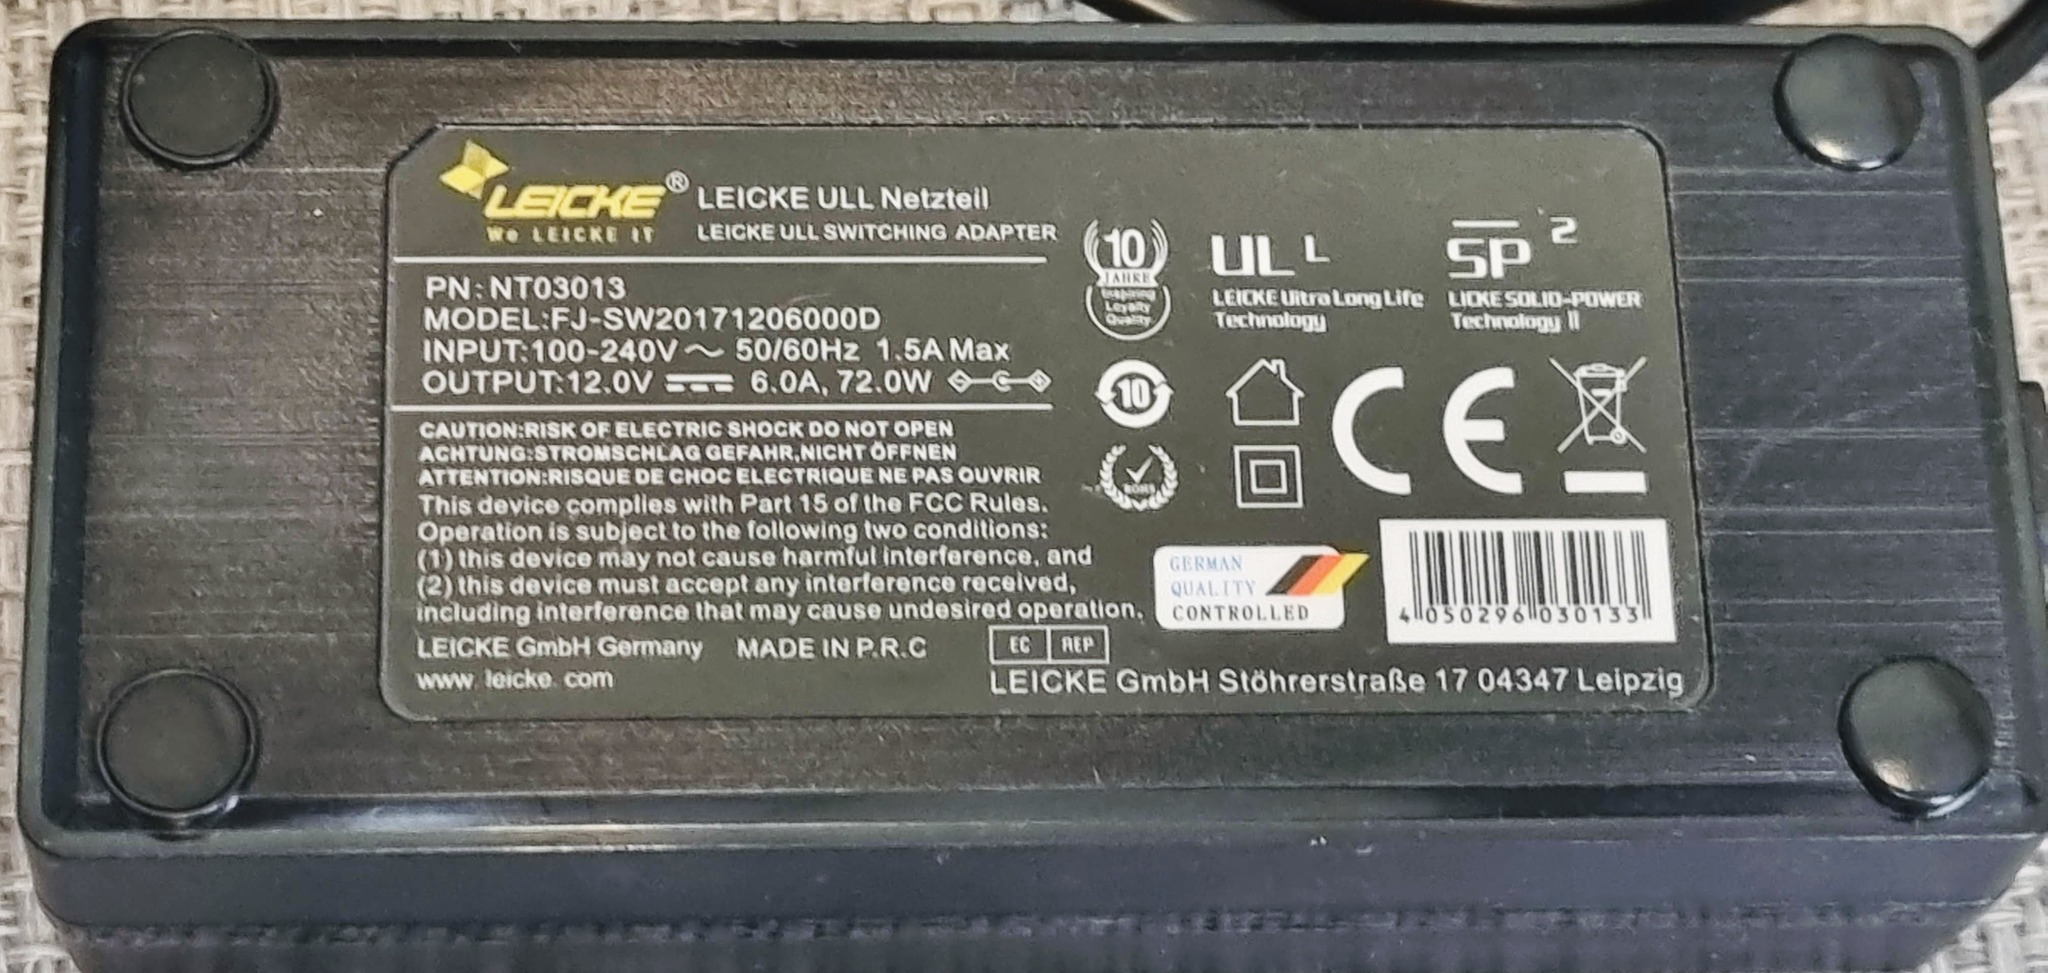 LEICKE®
We LEICKE IT
LEICKE ULL Netzteil
LEICKE ULL SWITCHING ADAPTER
PN:NT03013
MODEL:FJ-SW20171206000D
INPUT:100-240V～ 50/60Hz 1.5A Max
OUTPUT:12.0V ⎓ 6.0A, 72.0W
CAUTION:RISK OF ELECTRIC SHOCK DO NOT OPEN
ACHTUNG:STROMSCHLAG GEFAHR,NICHT ÖFFNEN
ATTENTION:RISQUE DE CHOC ELECTRIQUE NE PAS OUVRIR
This device complies with Part 15 of the FCC Rules.
Operation is subject to the following two conditions:
(1) this device may not cause harmful interference, and
(2) this device must accept any interference received,
including interference that may cause undesired operation.
LEICKE GmbH Germany MADE IN P.R.C
www. leicke. com
10
JAHRE
Inspiring
Loyalty
Quality
UL L
LEICKE Ultra Long Life
Technology
SP 2
LICKE SOLID-POWER
Technology II
10
ROHS
CE
GERMAN
QUALITY
CONTROLLED
4 050296 030133
EC REP
LEICKE GmbH Stöhrerstraße 17 04347 Leipzig